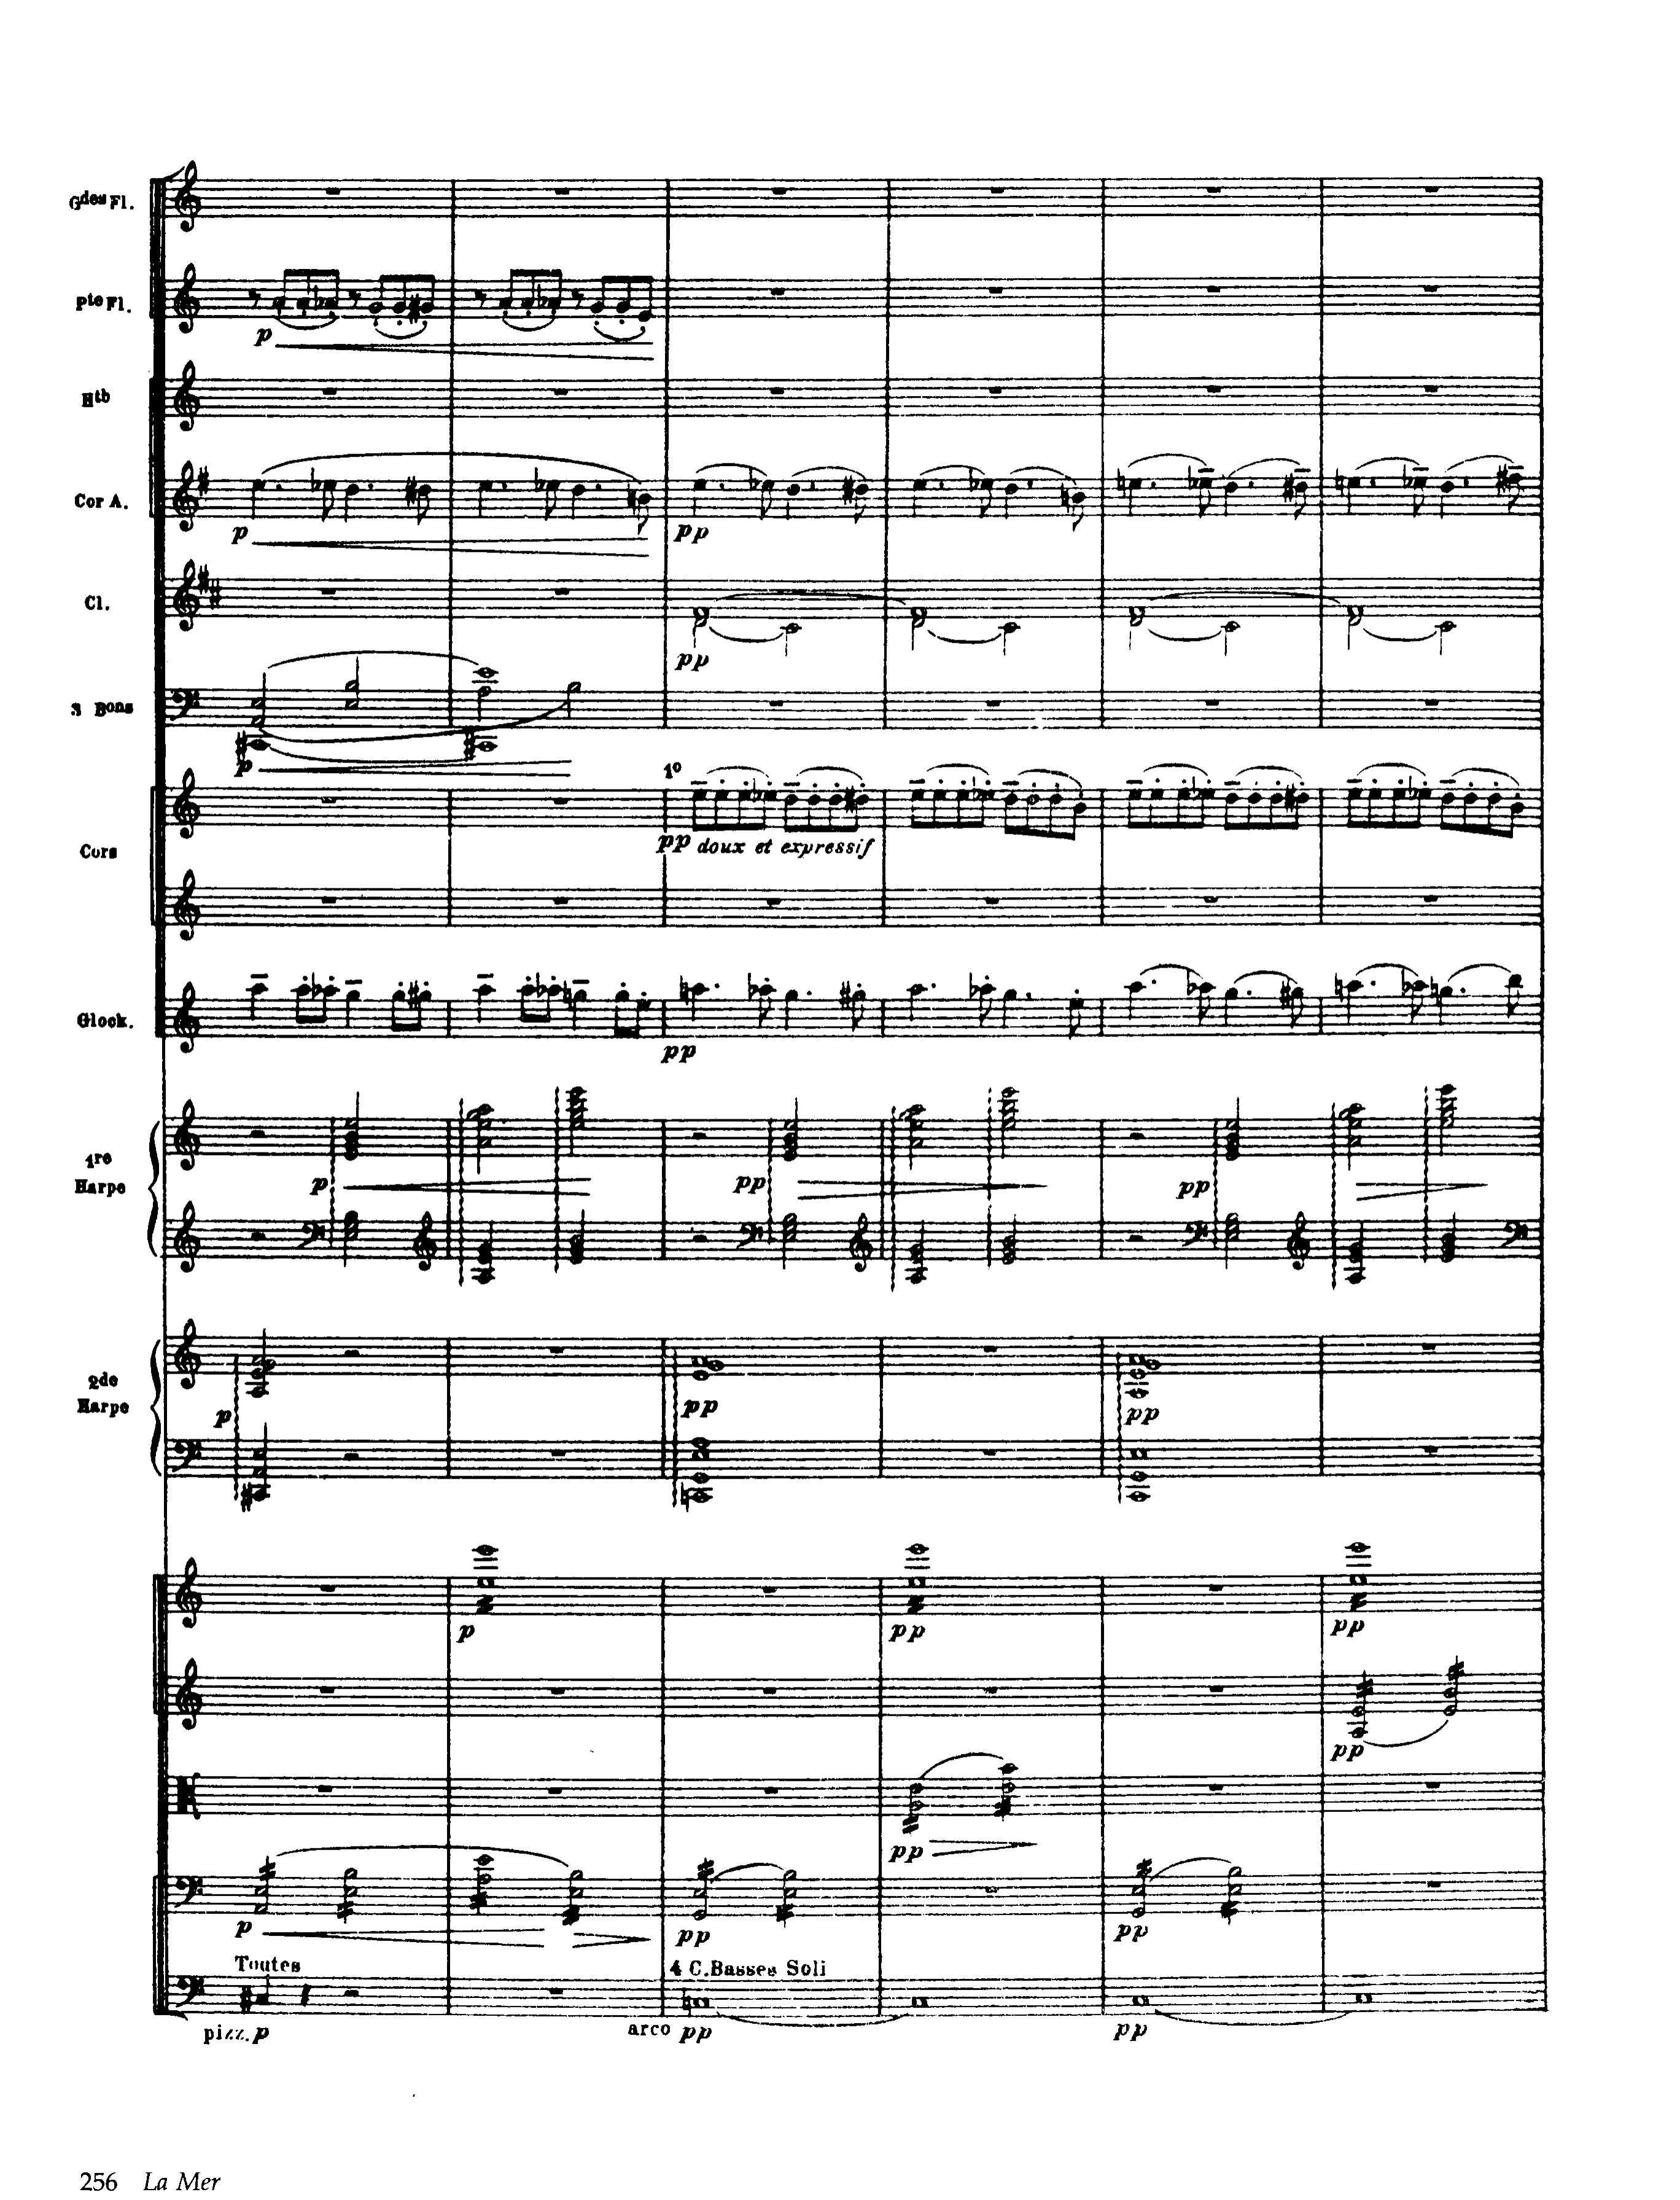 Gdes Fl.
Pte Fl.
p
Htb
Cor A.
p
pp
Cl.
pp
3 Bons
p
1º
pp doux et expressif
Cors
Glock.
pp
1re
Harpe
p
pp
pp
2de
Harpe
p
pp
pp
p
pp
pp
pp
pp
p
pp
pp
Toutes
4 C.Basses Soli
pizz. p
arco pp
pp
256 La Mer